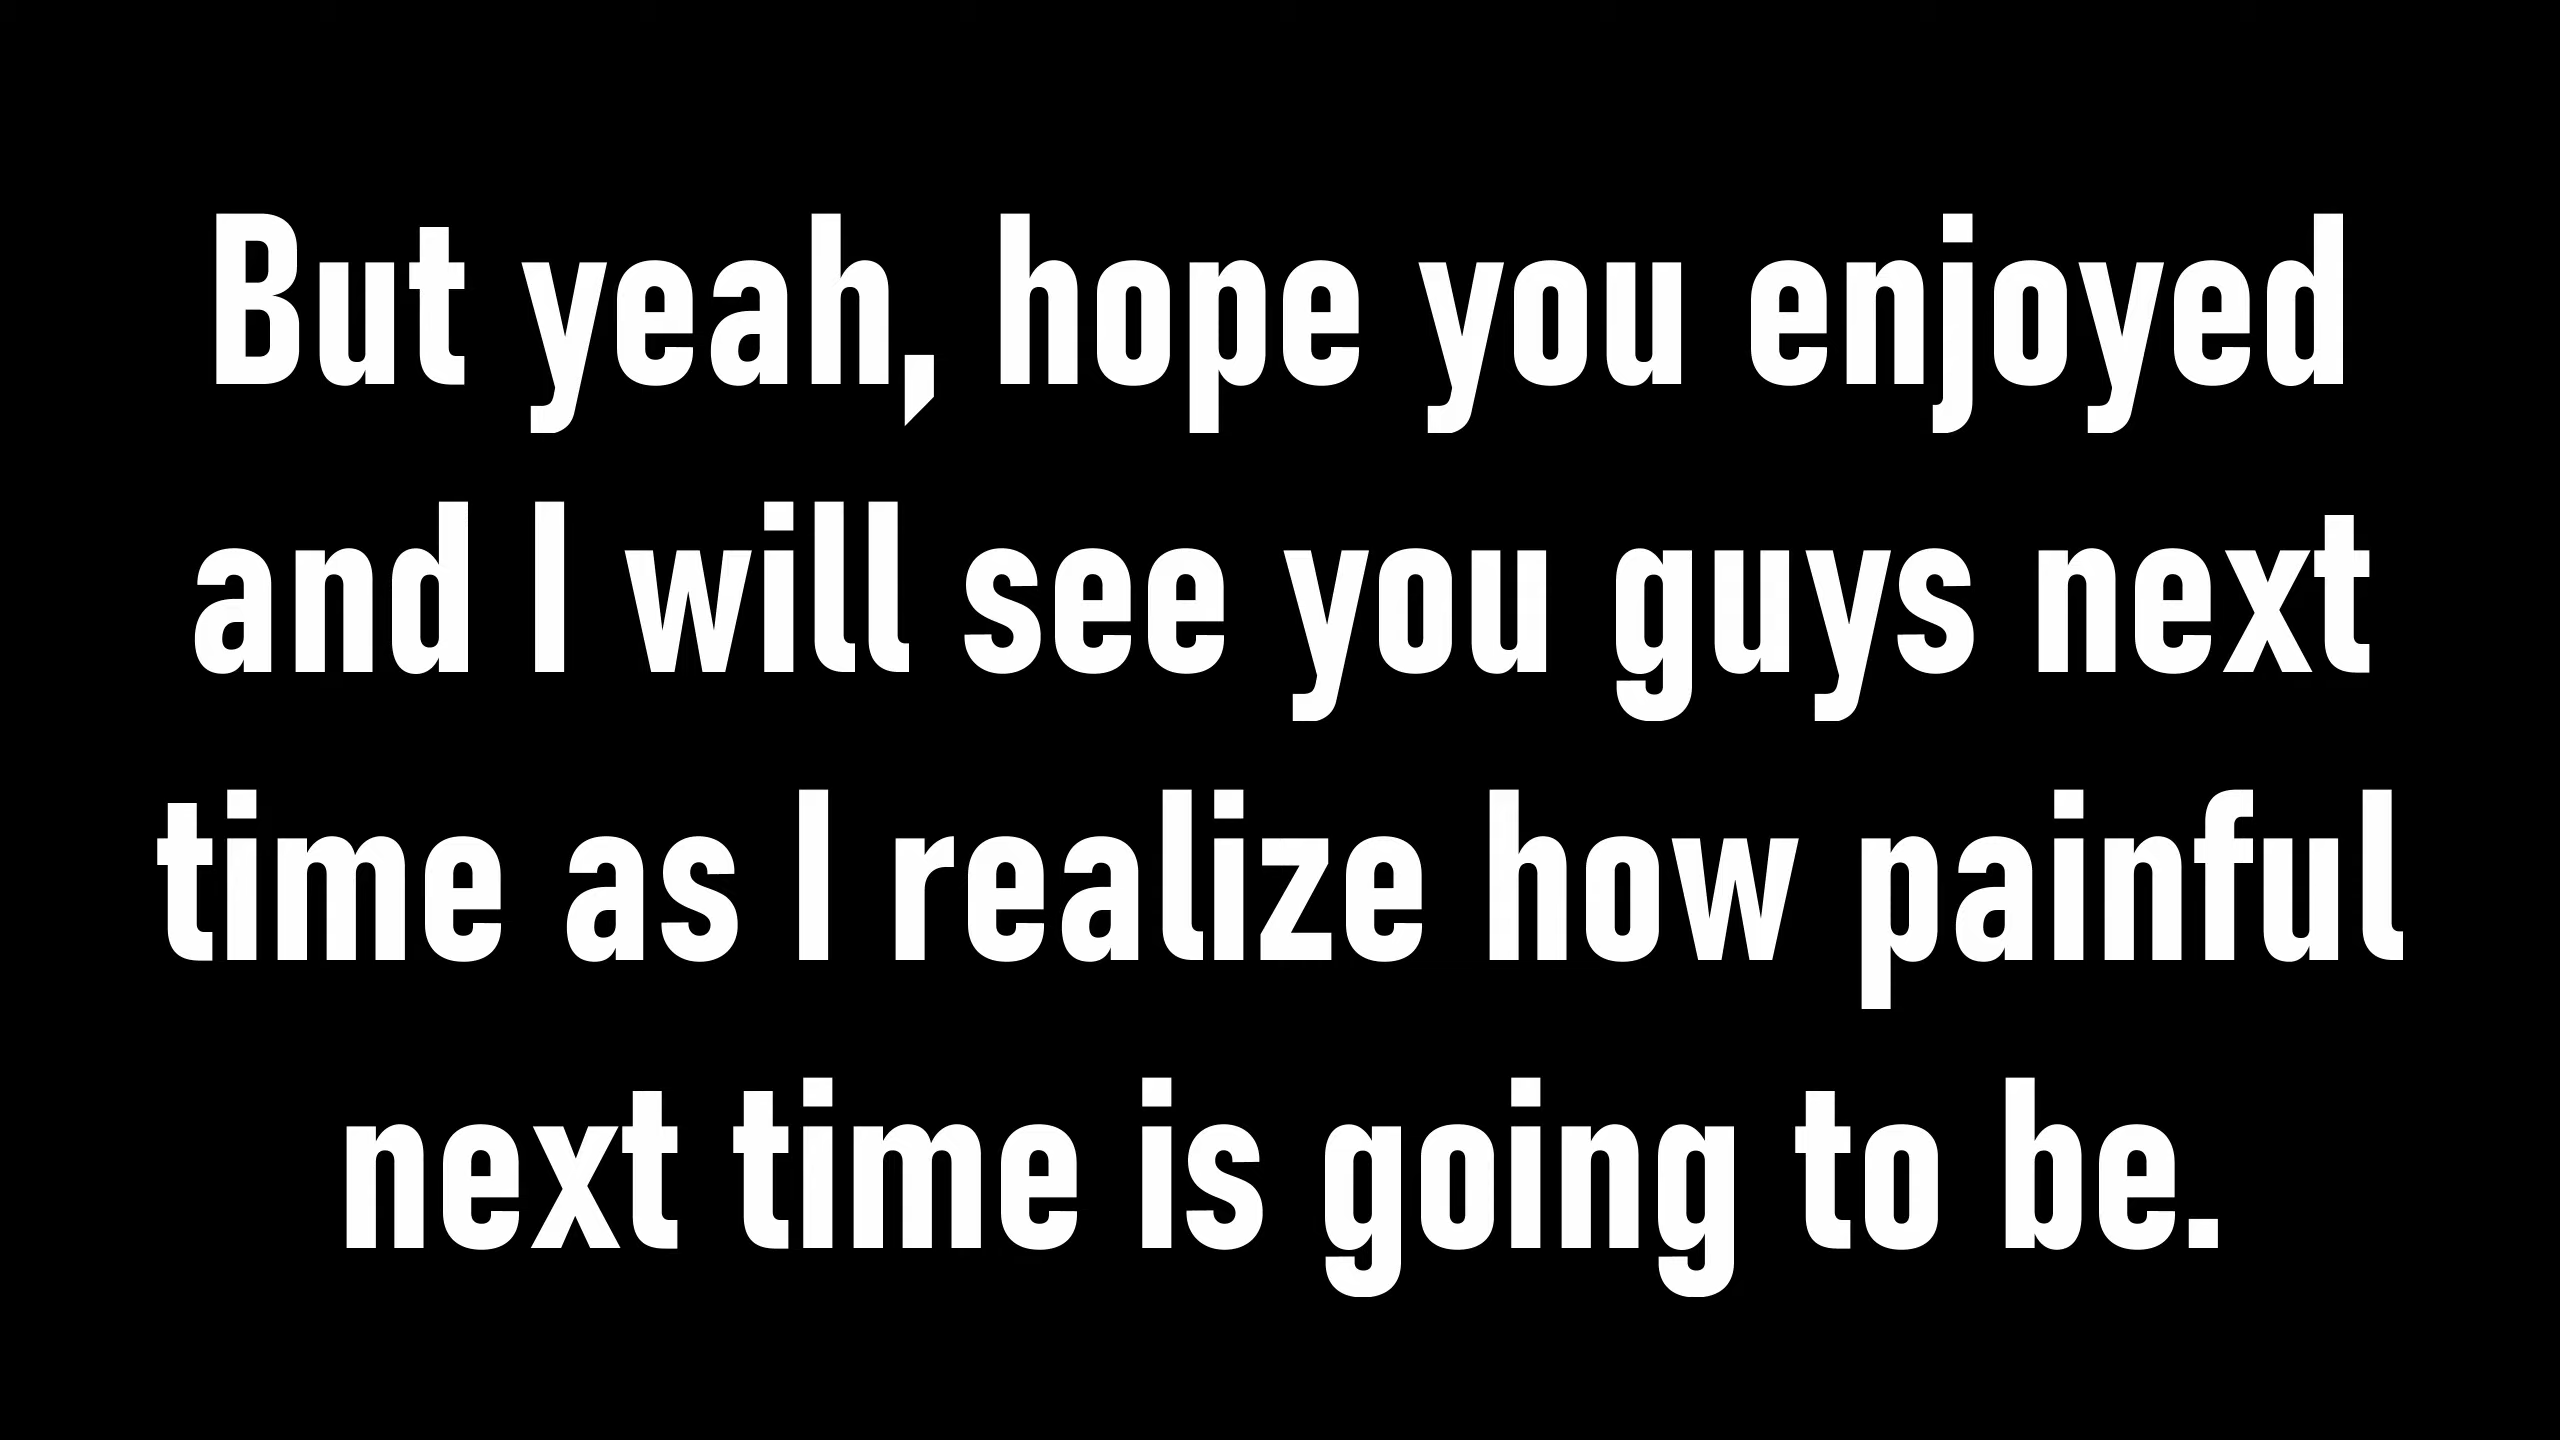 But yeah, hope you enjoyed
and I will see you guys next
time as I realize how painful
next time is going to be.